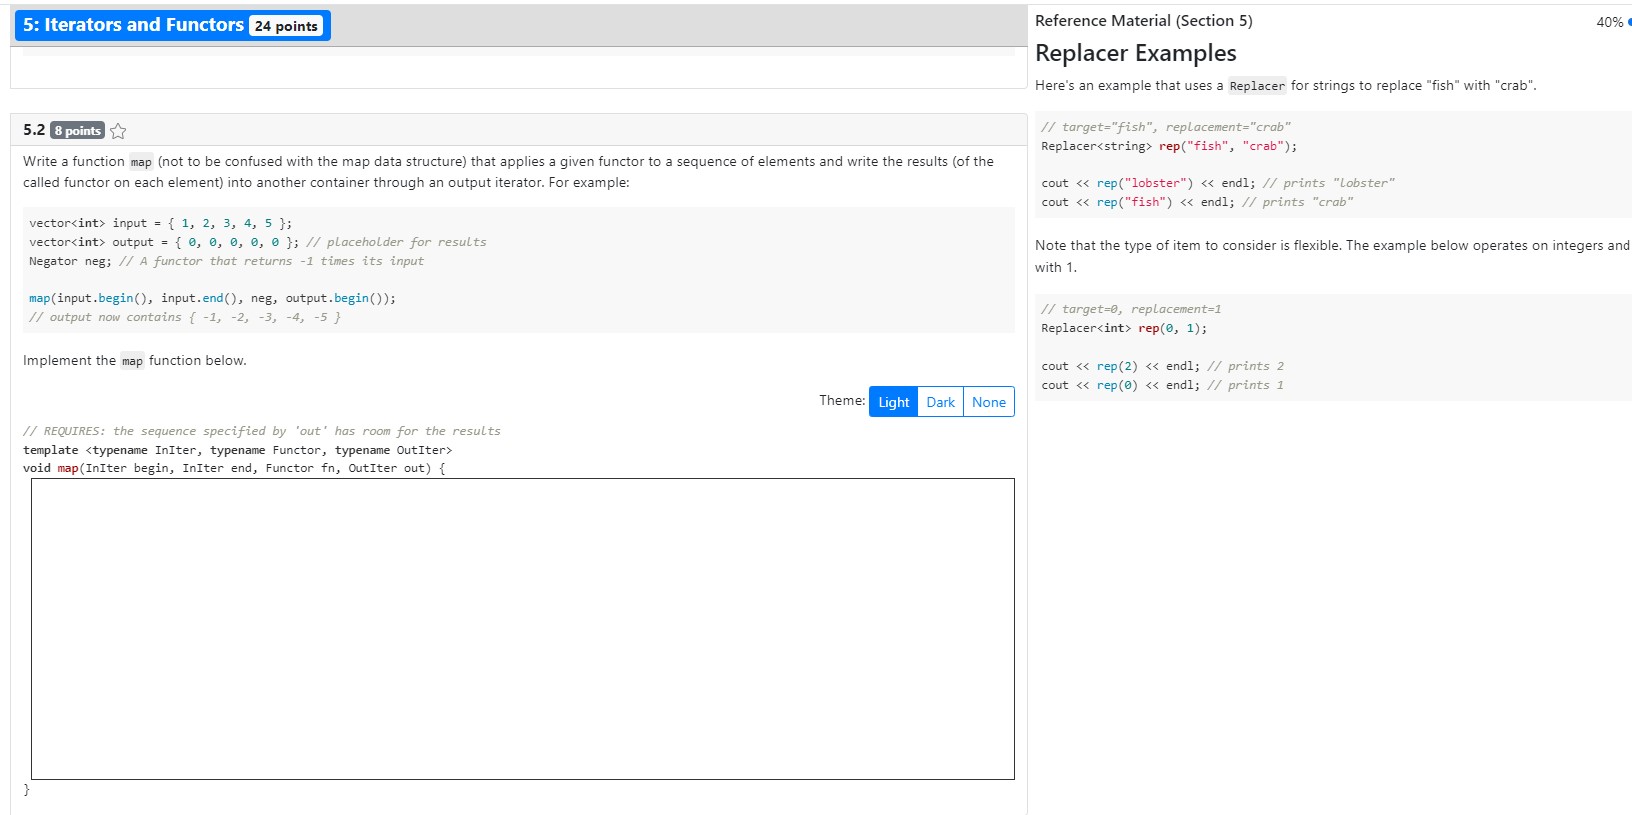 5: Iterators and Functors 24 points
5.2 8 points
Write a function map (not to be confused with the map data structure) that applies a given functor to a sequence of elements and write the results (of the
called functor on each element) into another container through an output iterator. For example:
vector<int> input = { 1, 2, 3, 4, 5 };
vector<int> output = { 0, 0, 0, 0, 0 }; // placeholder for results
Negator neg; // A functor that returns -1 times its input
map(input.begin(), input.end(), neg, output.begin());
// output now contains { -1, -2, -3, -4, -5 }
Implement the map function below.
Theme: Light Dark None
// REQUIRES: the sequence specified by 'out' has room for the results
template <typename InIter, typename Functor, typename OutIter>
void map(InIter begin, InIter end, Functor fn, OutIter out) {
}
Reference Material (Section 5)
40%
Replacer Examples
Here's an example that uses a Replacer for strings to replace "fish" with "crab".
// target="fish", replacement="crab"
Replacer<string> rep("fish", "crab");
cout << rep("lobster") << endl; // prints "lobster"
cout << rep("fish") << endl; // prints "crab"
Note that the type of item to consider is flexible. The example below operates on integers and
with 1.
// target=0, replacement=1
Replacer<int> rep(0, 1);
cout << rep(2) << endl; // prints 2
cout << rep(0) << endl; // prints 1